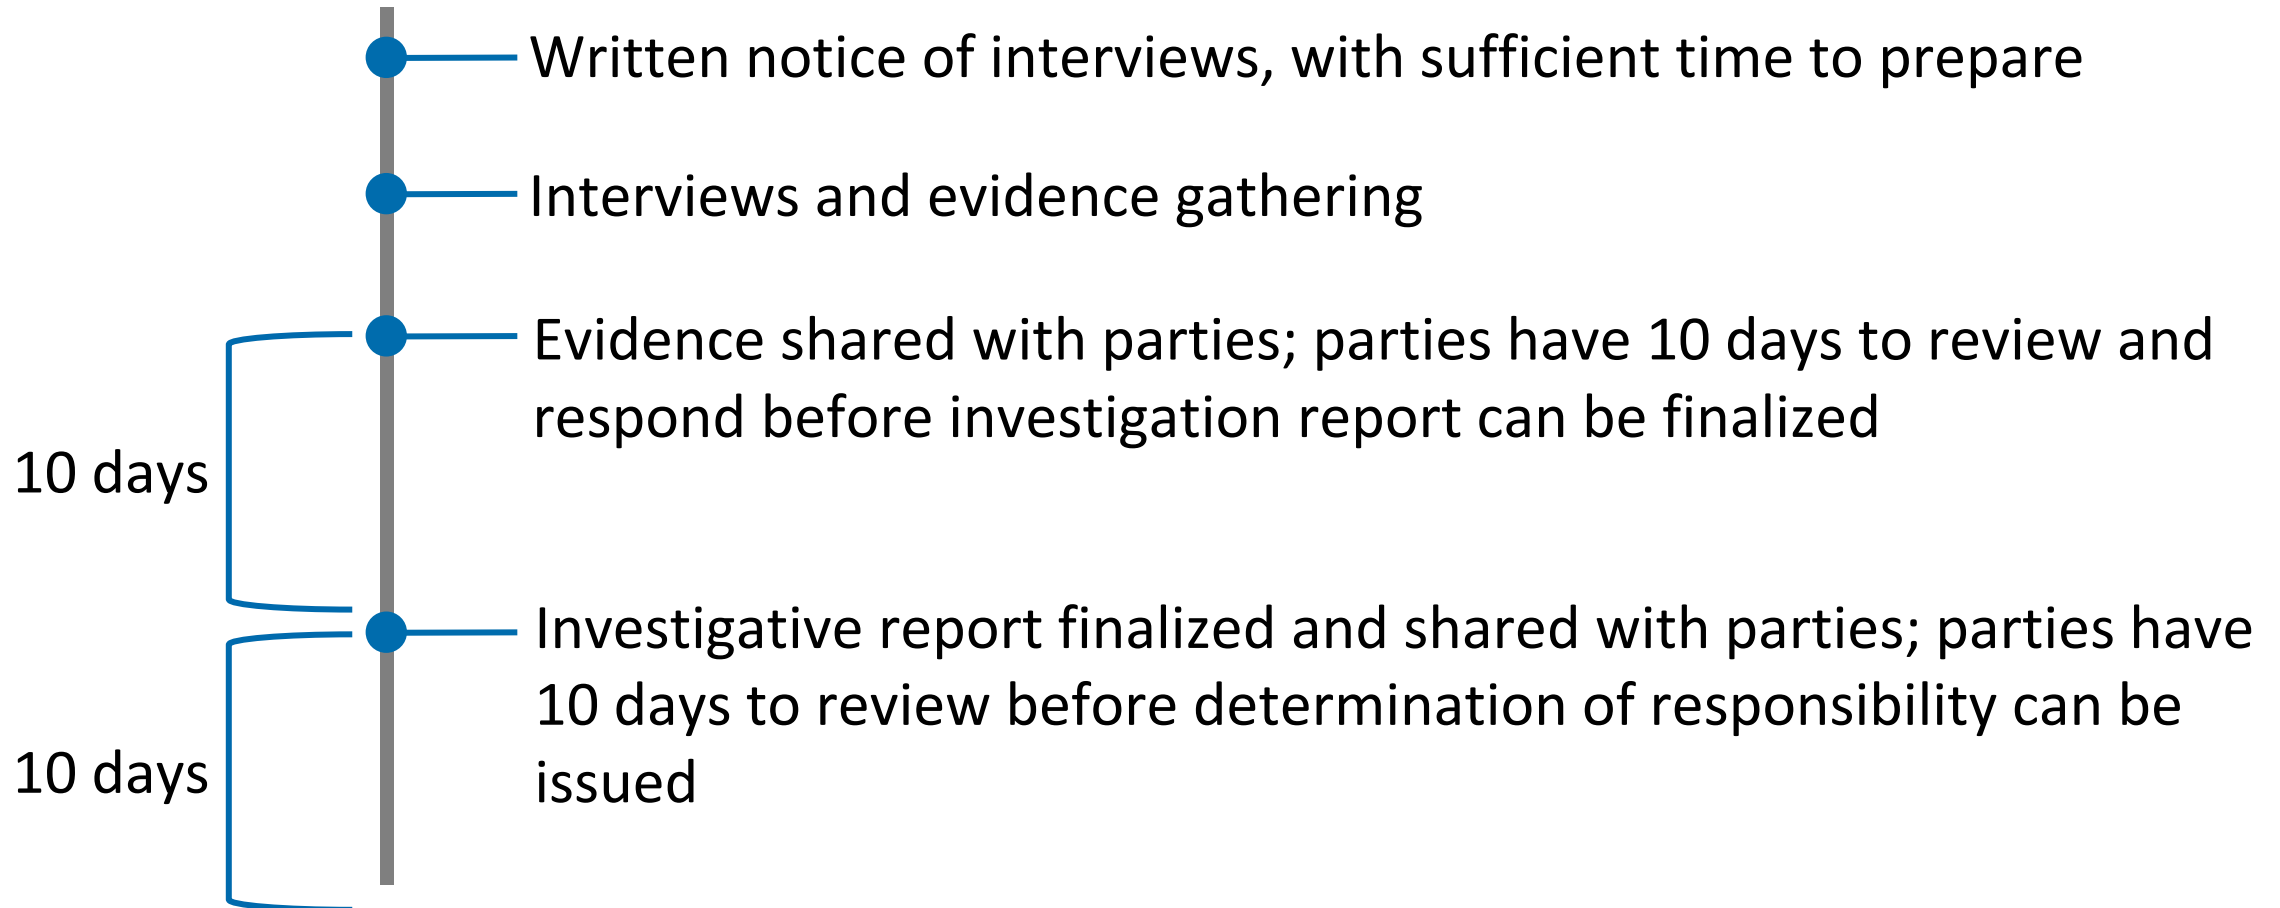 Written notice of interviews, with sufficient time to prepare
Interviews and evidence gathering
Evidence shared with parties; parties have 10 days to review and
respond before investigation report can be finalized
10 days
Investigative report finalized and shared with parties; parties have
10 days to review before determination of responsibility can be
issued
10 days